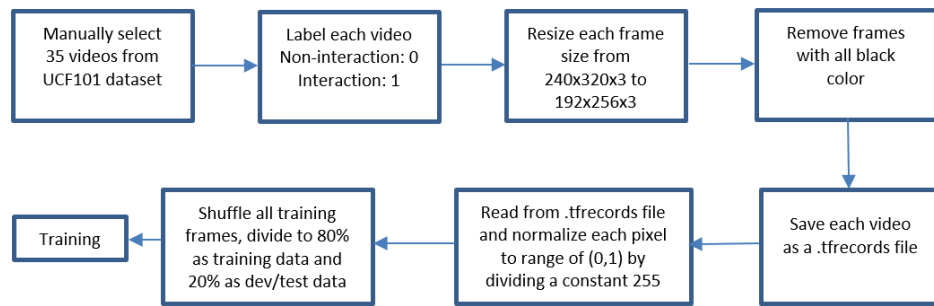 Manually select
35 videos from
UCF101 dataset
Label each video
Non-interaction: 0
Interaction: 1
Resize each frame
size from
240x320x3 to
192x256x3
Remove frames
with all black
color
Save each video
as a .tfrecords file
Read from .tfrecords file
and normalize each pixel
to range of (0,1) by
dividing a constant 255
Shuffle all training
frames, divide to 80%
as training data and
20% as dev/test data
Training